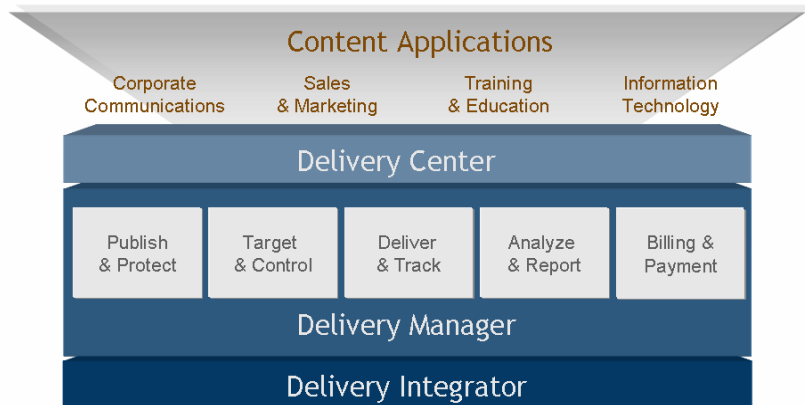 Content Applications
Corporate
Communications
Sales
& Marketing
Training
& Education
Information
Technology
Delivery Center
Publish
& Protect
Target
& Control
Deliver
& Track
Analyze
& Report
Billing &
Payment
Delivery Manager
Delivery Integrator